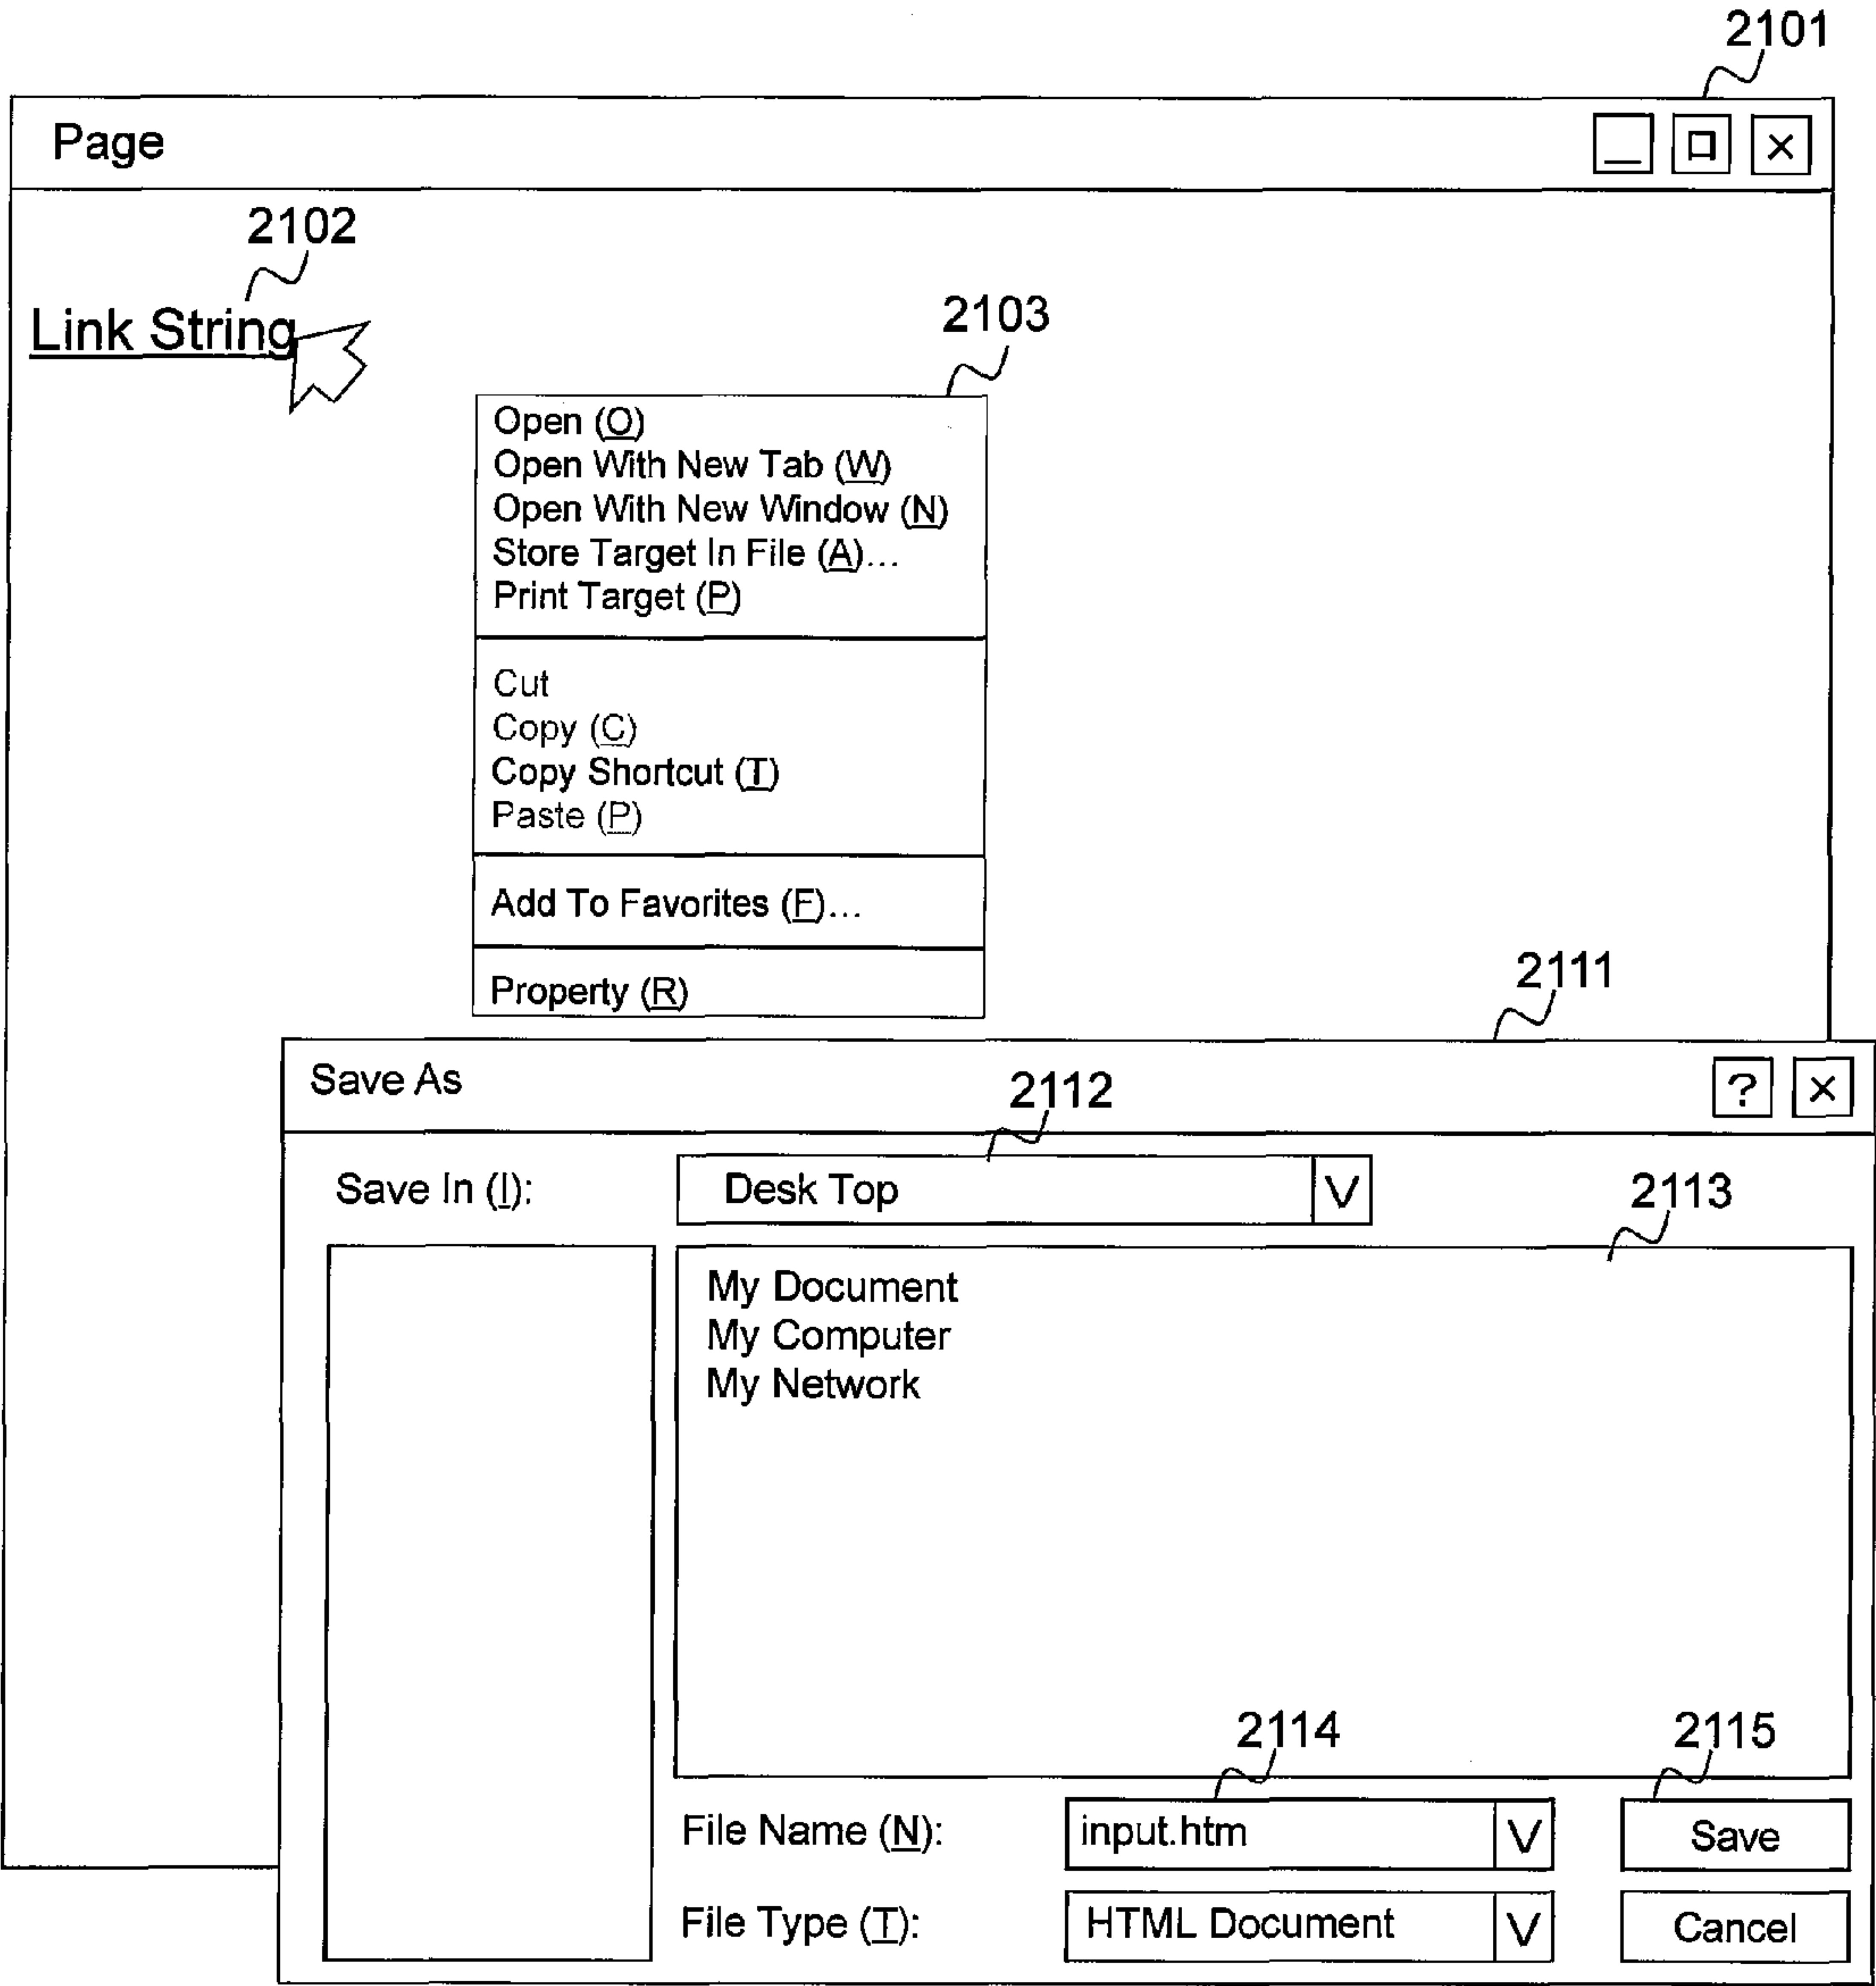 2101
Page
2102
Link String
2103
Open (O)
Open With New Tab (W)
Open With New Window (N)
Store Target In File (A)...
Print Target (P)
Cut
Copy (C)
Copy Shortcut (T)
Paste (P)
Add To Favorites (F)...
Property (R)
2111
Save As
? ×
2112
Save In (I): Desk Top V
2113
My Document
My Computer
My Network
2114 2115
File Name (N): input.htm V Save
File Type (T): HTML Document V Cancel